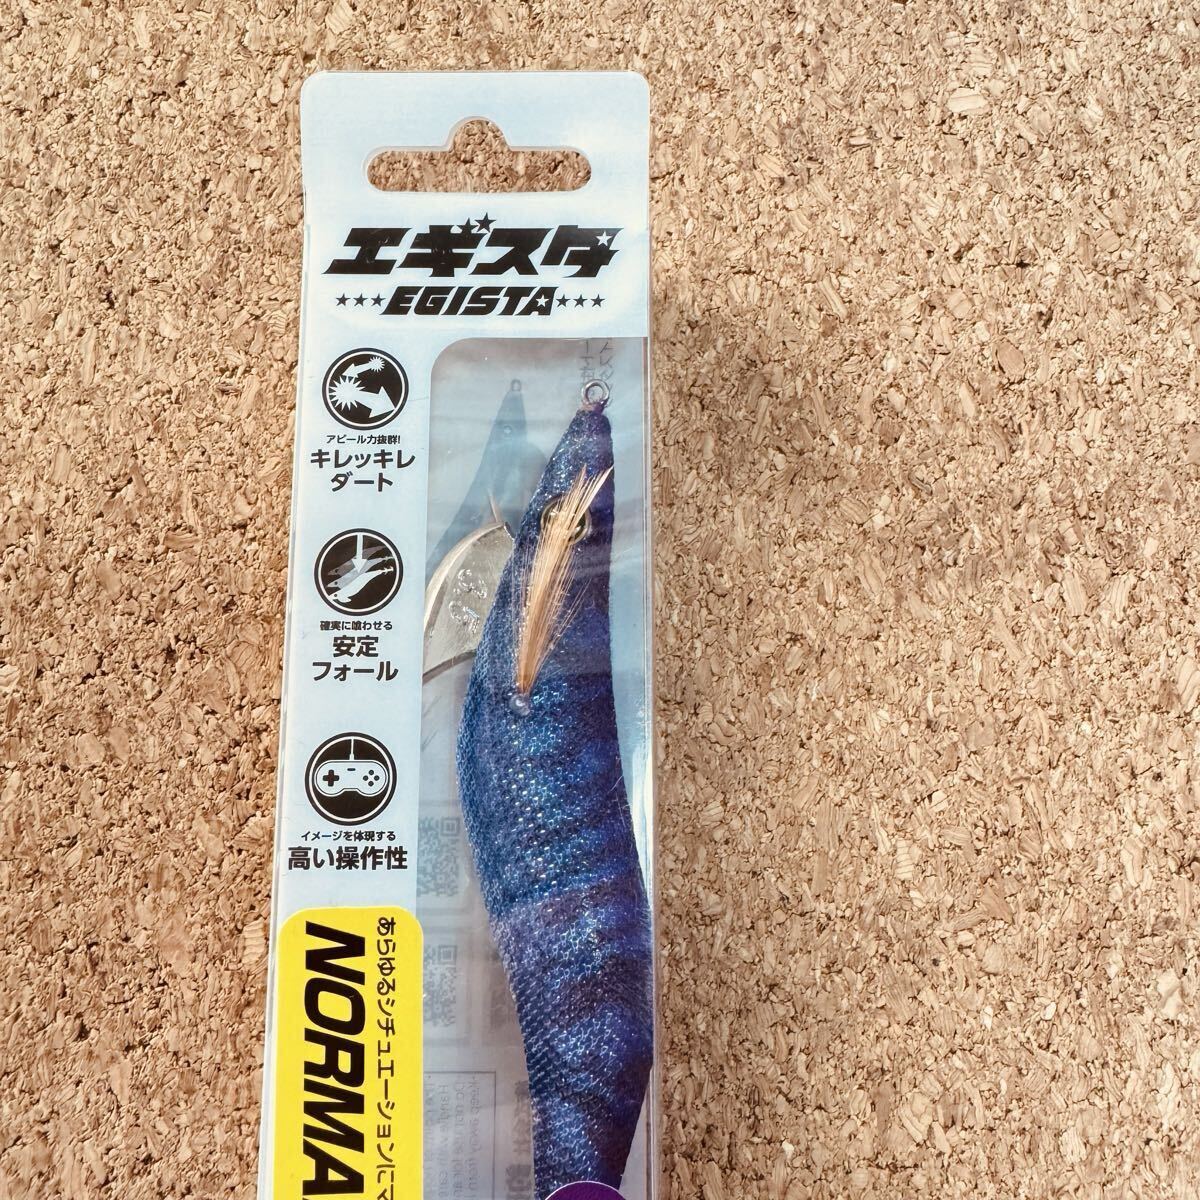 エギスタ
EGISTA
アピール力抜群!
キレッキレ
ダート
確実に喰わせる
安定
フォール
イメージを体現する
高い操作性
あらゆるシチュエーションに
NORMA